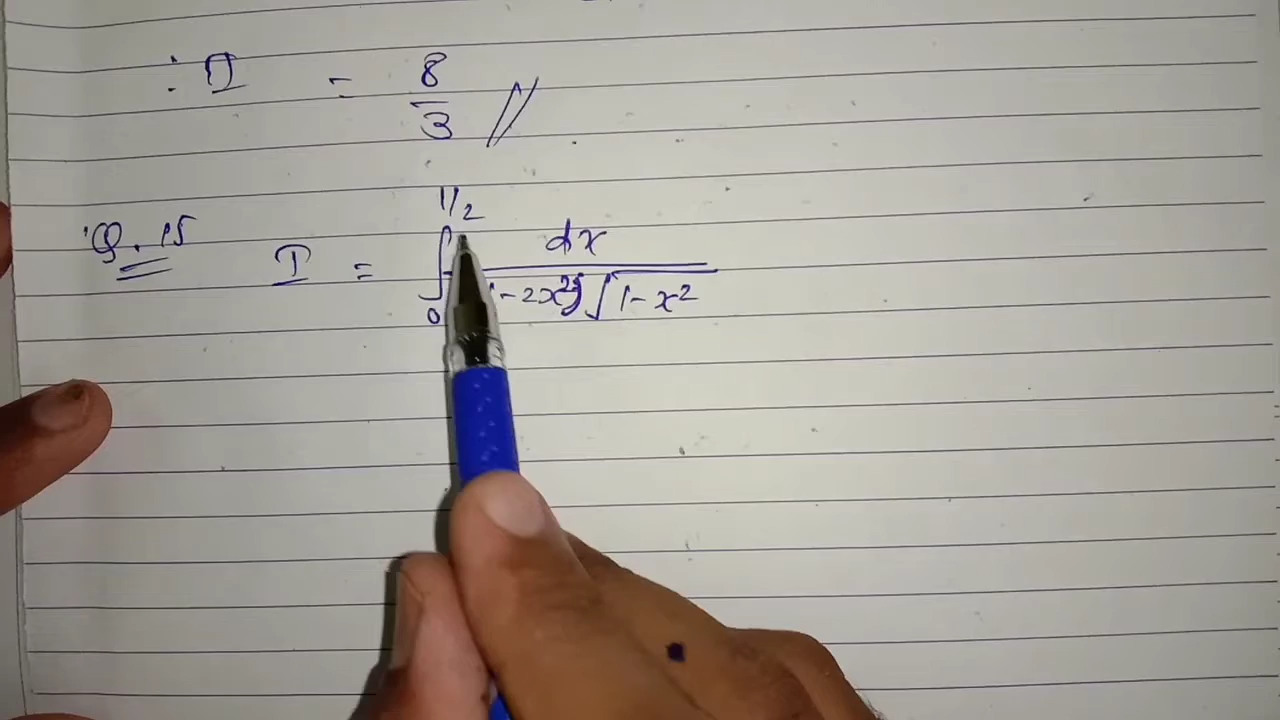 ∴ I = 8/3 //
Q. 15 I = ∫₀^{1/2} dx / 1-2x²) √1-x²